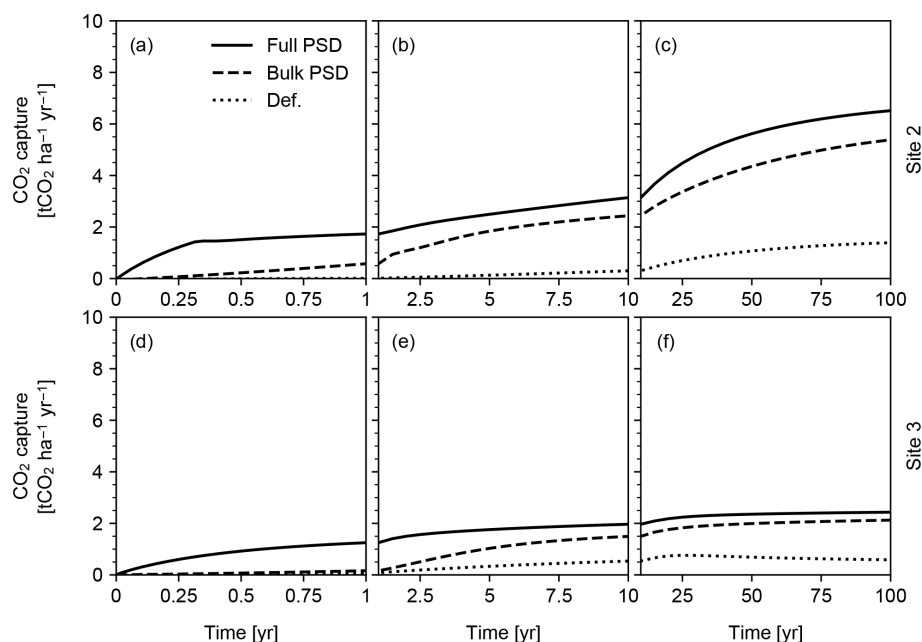 10
8
6
4
2
0
CO₂ capture
[tCO₂ ha⁻¹ yr⁻¹]
(a)
Full PSD
Bulk PSD
Def.
(b)
(c)
Site 2
0 0.25 0.5 0.75 1 2.5 5 7.5 10 25 50 75 100
10
8
6
4
2
0
CO₂ capture
[tCO₂ ha⁻¹ yr⁻¹]
(d)
(e)
(f)
Site 3
0 0.25 0.5 0.75 1 2.5 5 7.5 10 25 50 75 100
Time [yr] Time [yr] Time [yr]